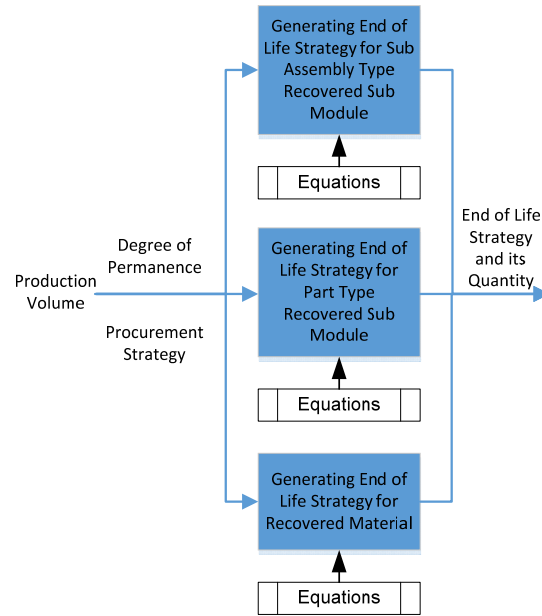 Generating End of
Life Strategy for Sub
Assembly Type
Recovered Sub
Module
Equations
Degree of
Permanence
Production
Volume
Procurement
Strategy
Generating End of
Life Strategy for
Part Type
Recovered Sub
Module
Equations
End of Life
Strategy
and its
Quantity
Generating End of
Life Strategy for
Recovered Material
Equations